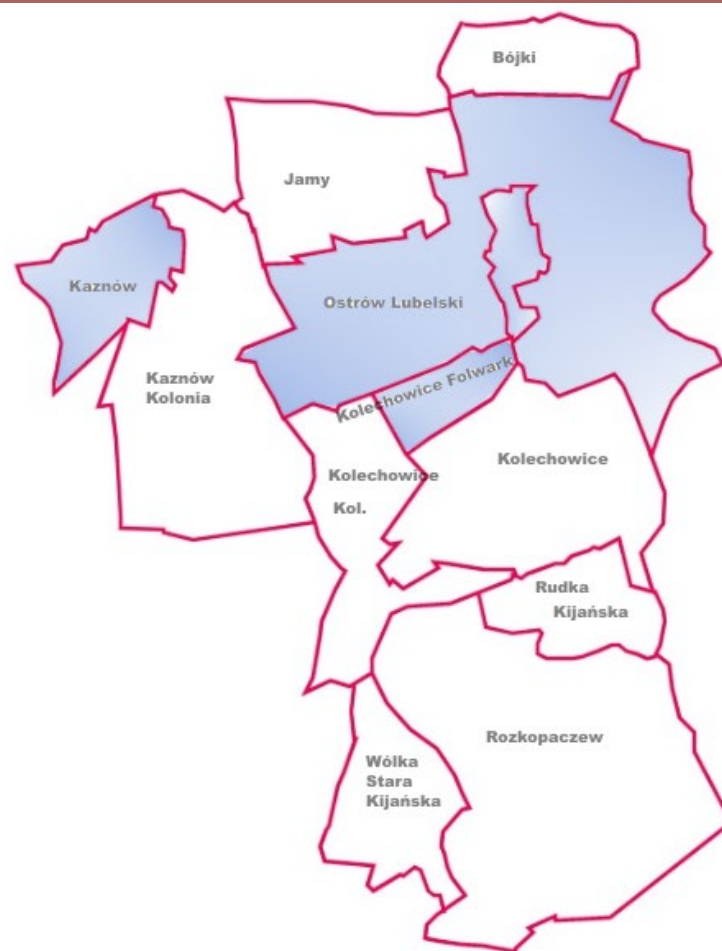 Bójki
Jamy
Kaznów
Ostrów Lubelski
Kolechowice Folwark
Kaznów
Kolonia
Kolechowice
Kolechowice
Kol.
Rudka
Kijańska
Rozkopaczew
Wólka
Stara
Kijańska